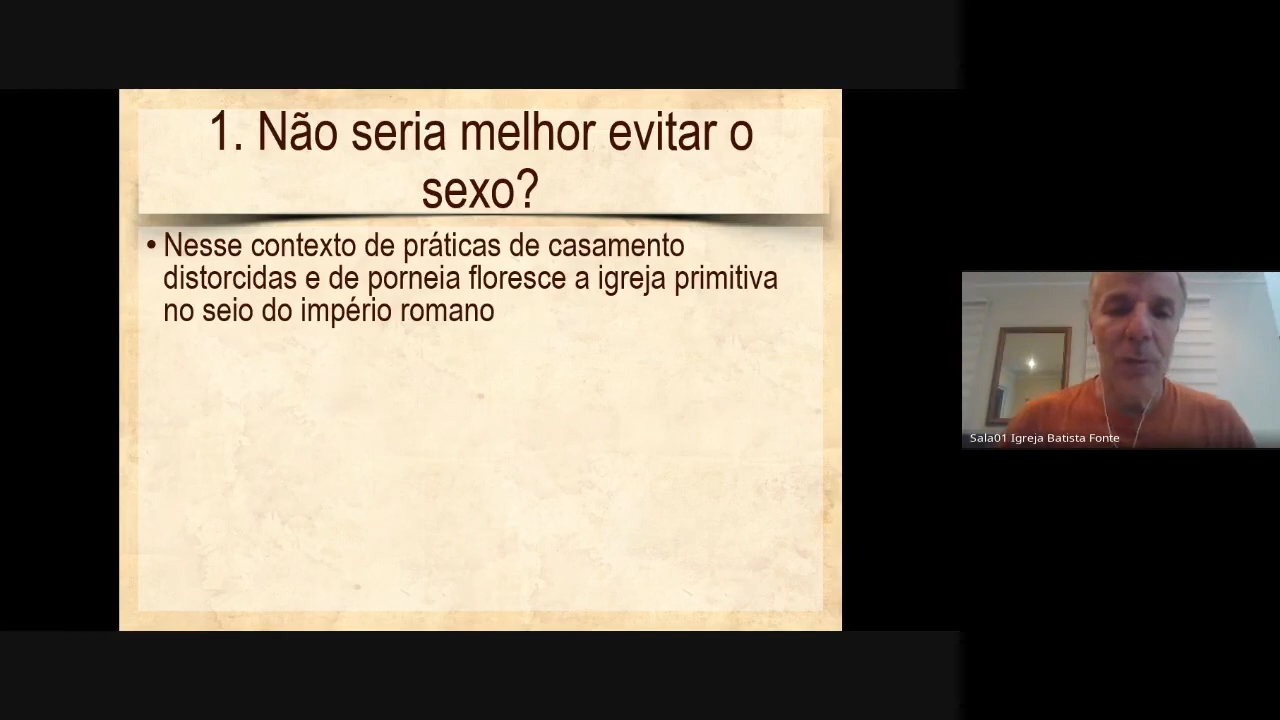 1. Não seria melhor evitar o
sexo?
• Nesse contexto de práticas de casamento
distorcidas e de porneia floresce a igreja primitiva
no seio do império romano
Sala01 Igreja Batista Fonte